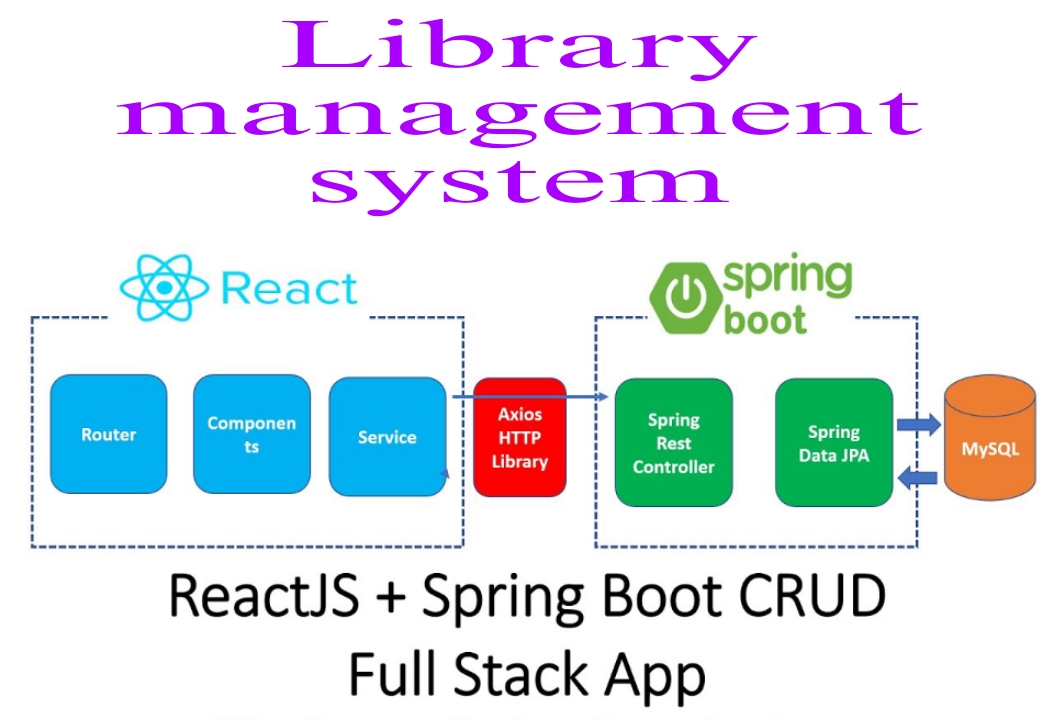 Library
management
system
React
spring
boot
Router
Componen
ts
Service
Axios
HTTP
Library
Spring
Rest
Controller
Spring
Data JPA
MySQL
ReactJS + Spring Boot CRUD
Full Stack App